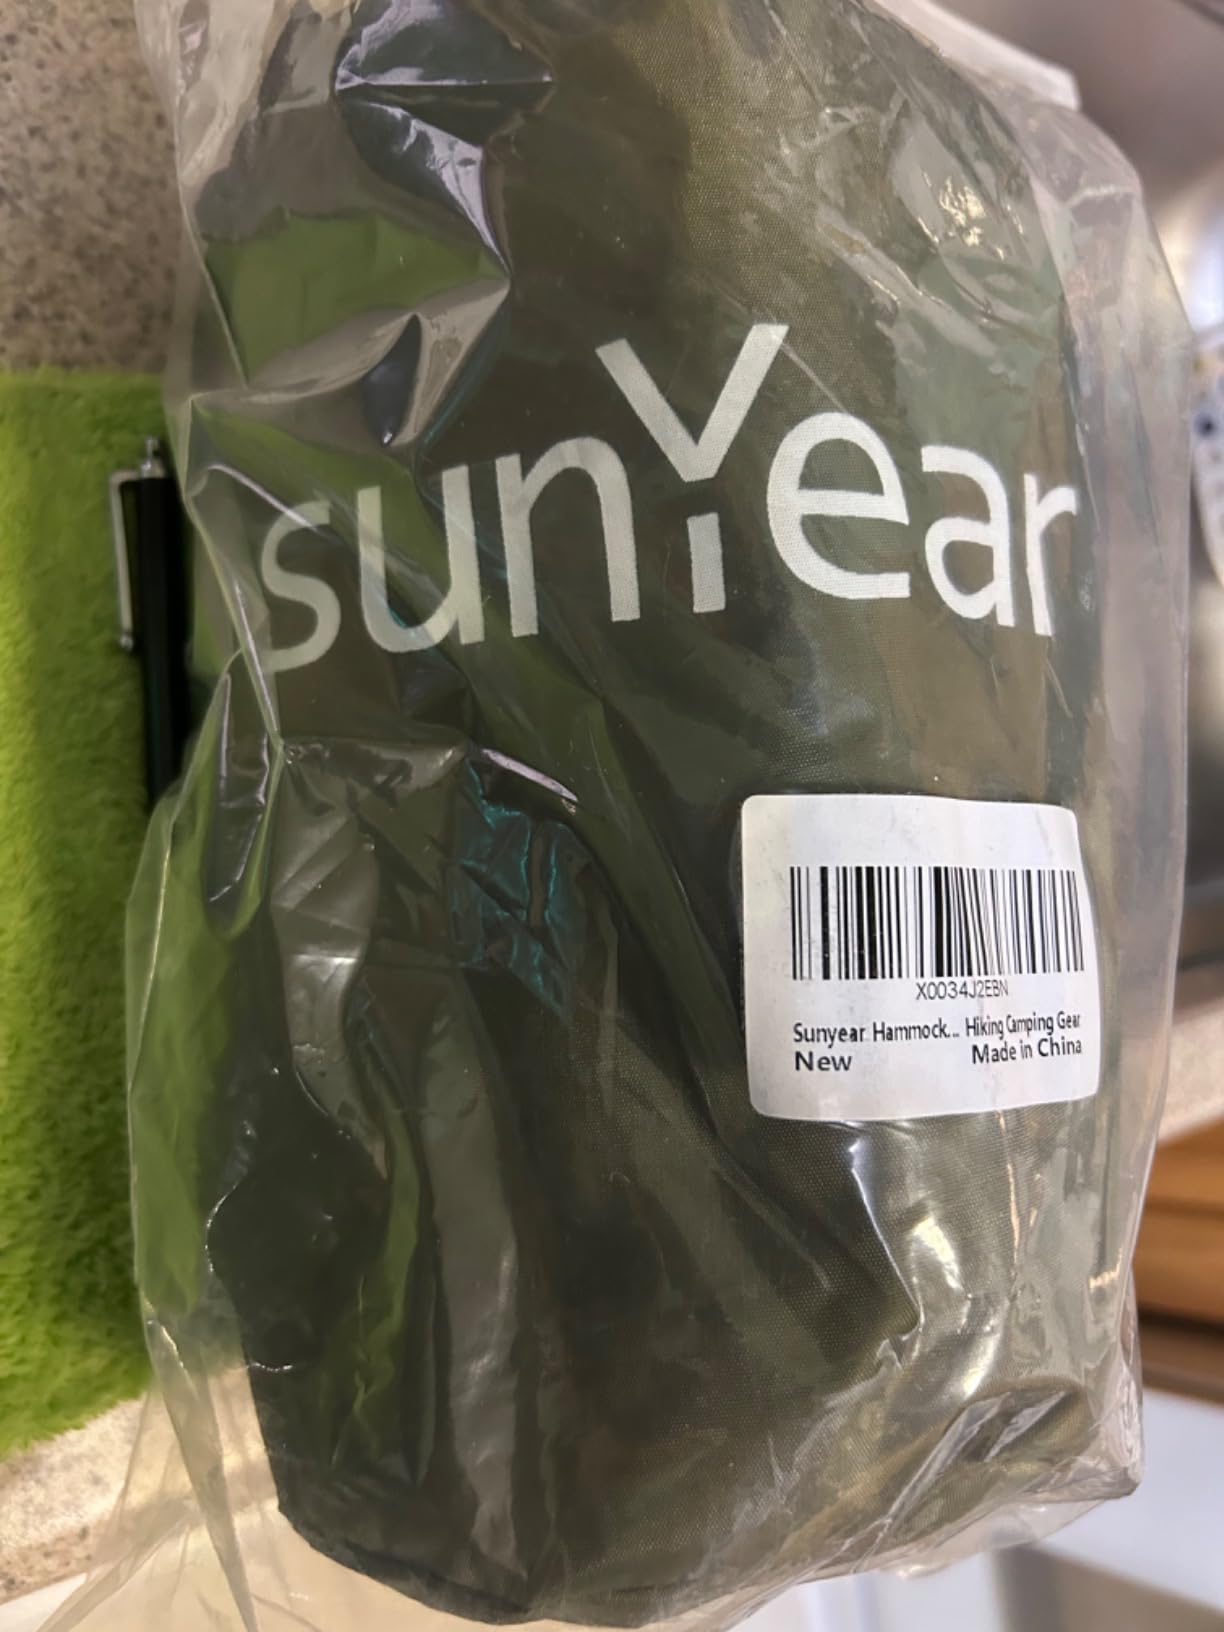 sunYear
X0034J2EBN
Sunyear Hammock... Hiking Camping Gear
New Made in China